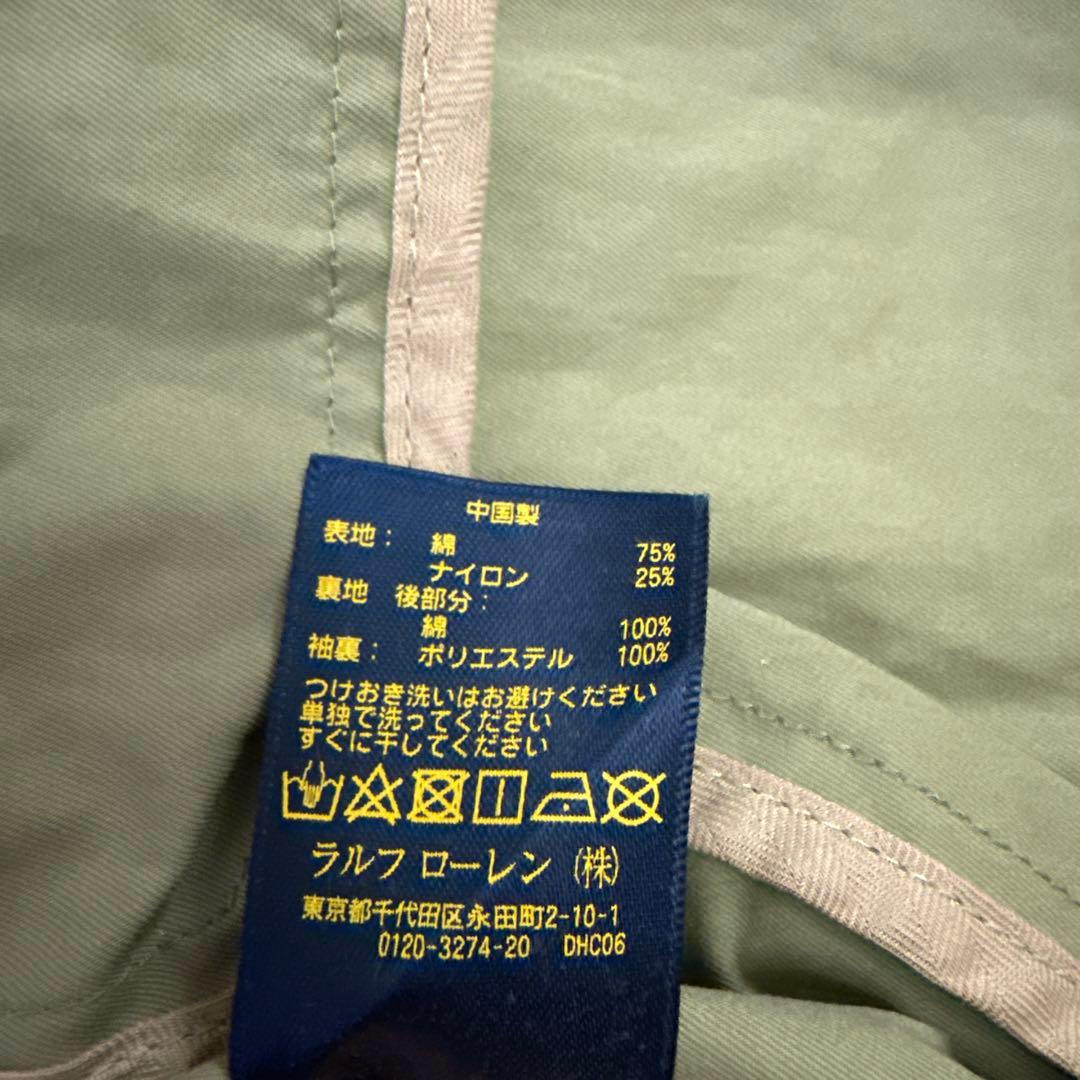 中国製
表地： 綿 75%
ナイロン 25%
裏地 後部分：
綿 100%
袖裏： ポリエステル 100%
つけおき洗いはお避けください
単独で洗ってください
すぐに干してください
ラルフ ローレン (株)
東京都千代田区永田町2-10-1
0120-3274-20 DHC06